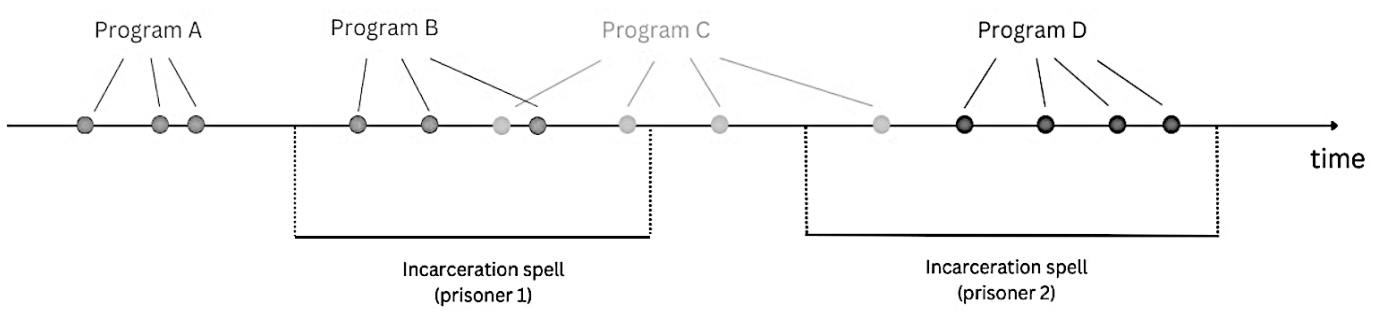 Program A
Program B
Program C
Program D
time
Incarceration spell
(prisoner 1)
Incarceration spell
(prisoner 2)